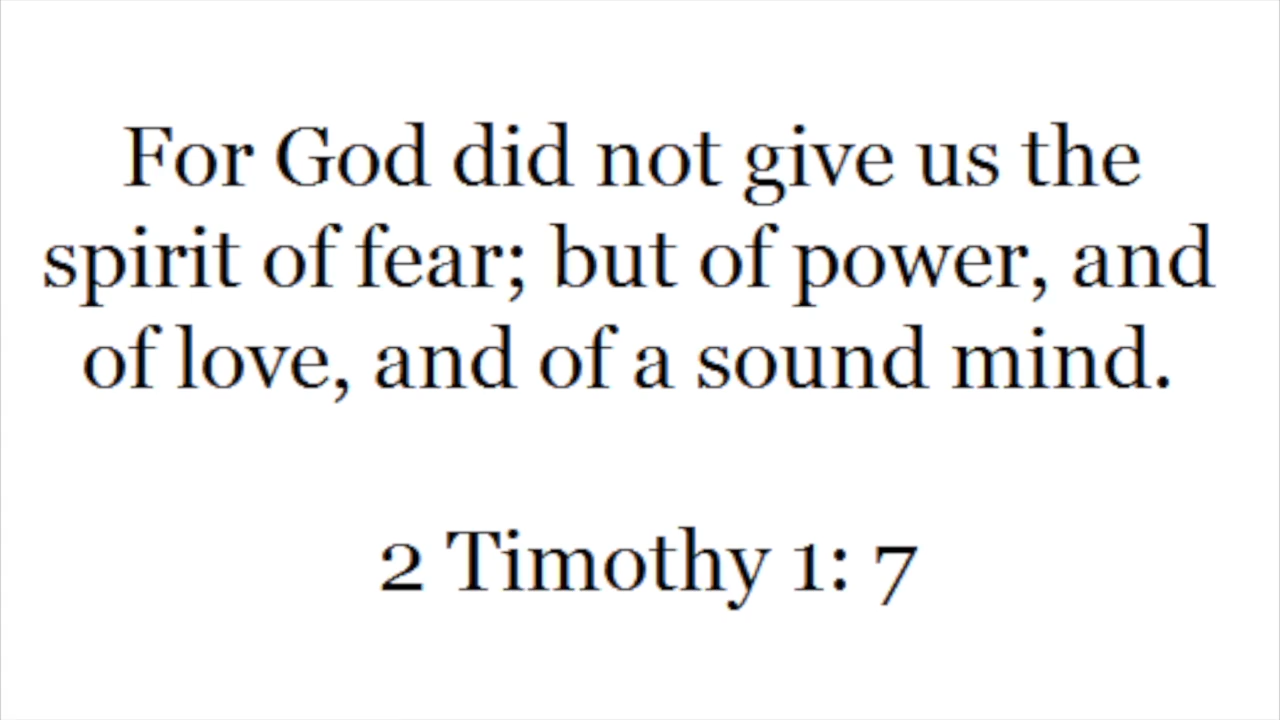 For God did not give us the
spirit of fear; but of power, and
of love, and of a sound mind.
2 Timothy 1: 7